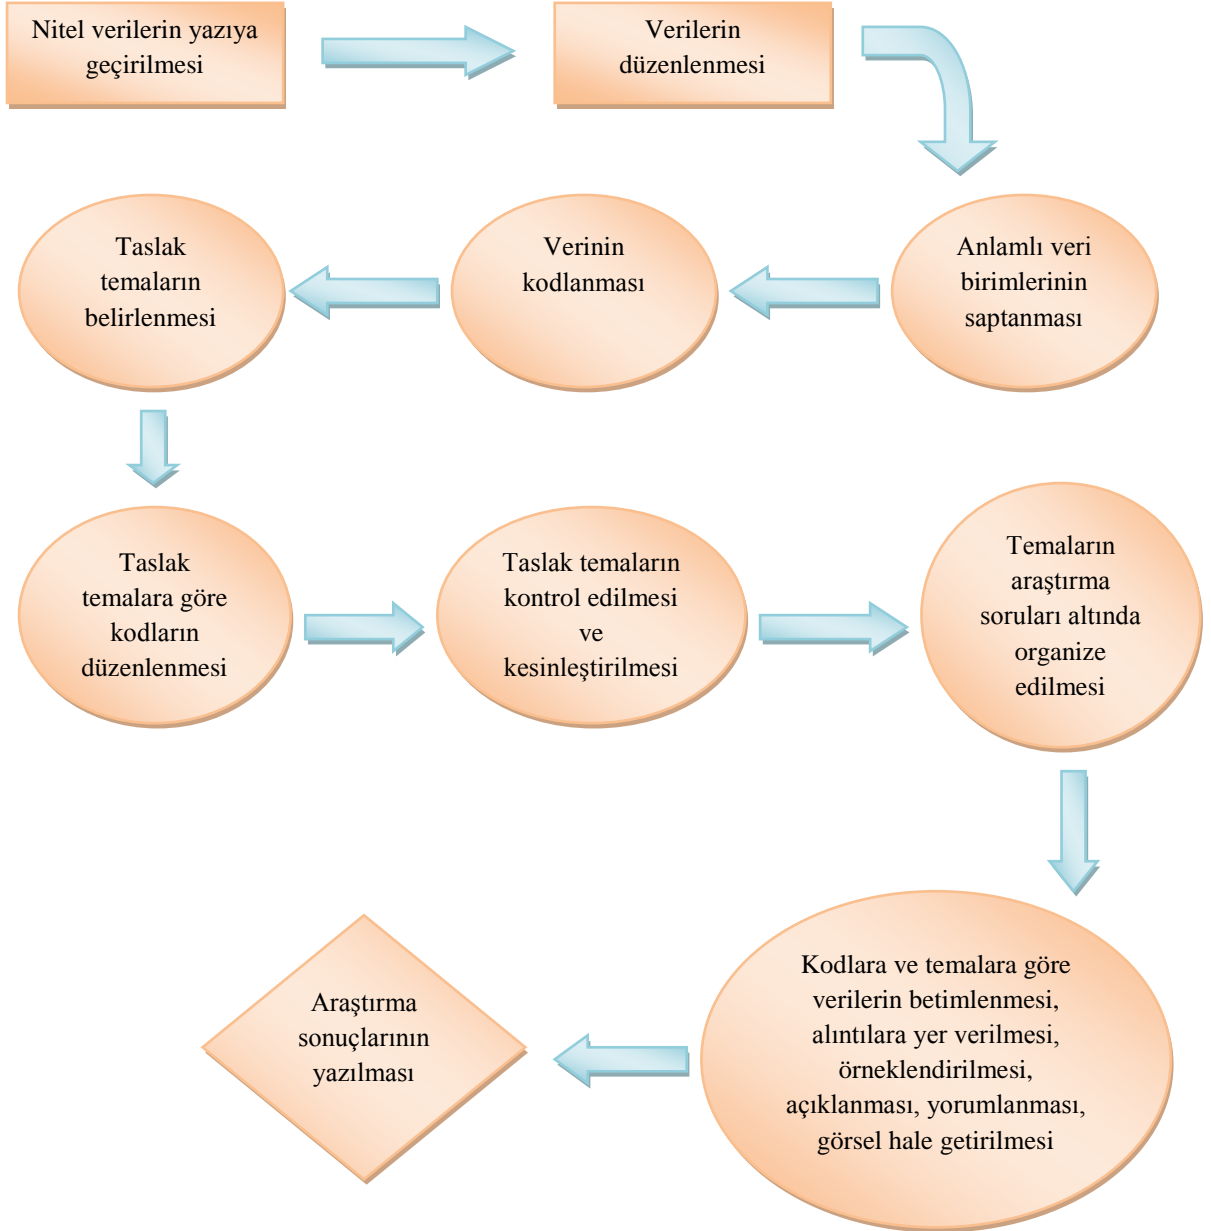 Nitel verilerin yazıya
geçirilmesi
Verilerin
düzenlenmesi
Anlamlı veri
birimlerinin
saptanması
Verinin
kodlanması
Taslak
temaların
belirlenmesi
Taslak
temalara göre
kodların
düzenlenmesi
Taslak temaların
kontrol edilmesi
ve
kesinleştirilmesi
Temaların
araştırma
soruları altında
organize
edilmesi
Kodlara ve temalara göre
verilerin betimlenmesi,
alıntılara yer verilmesi,
örneklendirilmesi,
açıklanması, yorumlanması,
görsel hale getirilmesi
Araştırma
sonuçlarının
yazılması